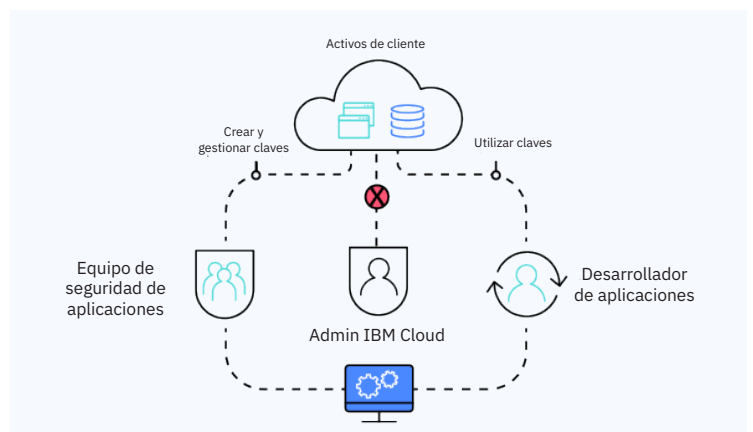 Activos de cliente
Crear y
gestionar claves
Utilizar claves
Equipo de
seguridad de
aplicaciones
Admin IBM Cloud
Desarrollador
de aplicaciones